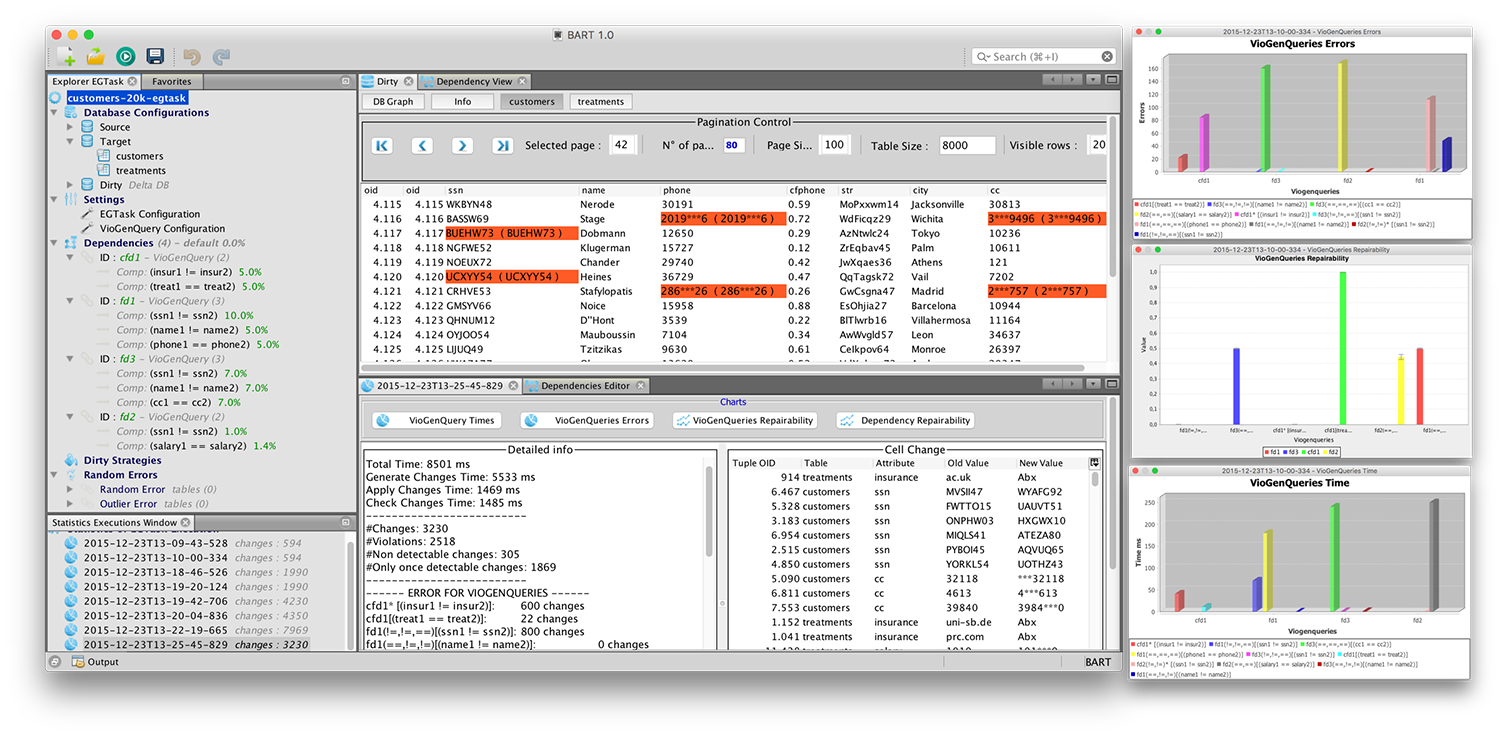 BART 1.0
Search (⌘+I)
Explorer EGTask
Favorites
customers-20k-egtask
Database Configurations
Source
Target
customers
treatments
Dirty Delta DB
Settings
EGTask Configuration
VioGenQuery Configuration
Dependencies (4) – default 0.0%
ID : cfd1 – VioGenQuery (2)
Comp: (insur1 != insur2) 5.0%
Comp: (treat1 == treat2) 5.0%
ID : fd1 – VioGenQuery (3)
Comp: (ssn1 != ssn2) 10.0%
Comp: (name1 != name2) 5.0%
Comp: (phone1 == phone2) 5.0%
ID : fd3 – VioGenQuery (3)
Comp: (ssn1 != ssn2) 7.0%
Comp: (name1 != name2) 7.0%
Comp: (cc1 == cc2) 7.0%
ID : fd2 – VioGenQuery (2)
Comp: (ssn1 != ssn2) 1.0%
Comp: (salary1 == salary2) 1.4%
Dirty Strategies
Random Errors
Random Error tables (0)
Outlier Error tables (0)
Statistics Executions Window
2015-12-23T13-09-43-528 changes : 594
2015-12-23T13-10-00-334 changes : 594
2015-12-23T13-18-46-526 changes : 1990
2015-12-23T13-19-20-124 changes : 1990
2015-12-23T13-19-42-706 changes : 4230
2015-12-23T13-20-04-836 changes : 4350
2015-12-23T13-22-19-665 changes : 7969
2015-12-23T13-25-45-829 changes : 3230
Output
Dirty
Dependency View
DB Graph
Info
customers
treatments
Pagination Control
Selected page : 42 N° of pa... 80 Page Si... 100 Table Size : 8000 Visible rows : 20
oid oid ssn name phone cfphone str city cc
4.115 4.115 WKBYN48 Nerode 30191 0.59 MoPxxwm14 Jacksonville 30813
4.116 4.116 BASSW69 Stage 2019***6 (2019***6) 0.72 WdFicqz29 Wichita 3***9496 (3***9496)
4.117 4.117 BUEHW73 (BUEHW73) Dobmann 12650 0.29 AzNtwlc24 Tokyo 10236
4.118 4.118 NGFWE52 Klugerman 15727 0.12 ZrEqbav45 Palm 10611
4.119 4.119 NOEUX72 Chander 29740 0.42 JwXqaes36 Athens 121
4.120 4.120 UCXYY54 (UCXYY54) Heines 36729 0.47 QqTagsk72 Vail 7202
4.121 4.121 CRHVE53 Stafylopatis 286***26 (286***26) 0.26 GwCsgna47 Madrid 2***757 (2***757)
4.122 4.122 GMSYV66 Noice 15958 0.88 EsOhjia27 Barcelona 10944
4.123 4.123 QHNUM12 D"Hont 3539 0.22 BlTlwrb16 Villahermosa 11164
4.124 4.124 OYJOO54 Mauboussin 7104 0.34 AwWvgld57 Leon 34637
4.125 4.125 LIJUQ49 Tzitzikas 9630 0.61 Celkpov64 Monroe 26397
2015-12-23T13-25-45-829
Dependencies Editor
Charts
VioGenQuery Times
VioGenQueries Errors
VioGenQueries Repairability
Dependency Repairability
Detailed info
Total Time: 8501 ms
Generate Changes Time: 5533 ms
Apply Changes Time: 1469 ms
Check Changes Time: 1485 ms
--------------------------
#Changes: 3230
#Violations: 2518
#Non detectable changes: 305
#Only once detectable changes: 1869
--------------------------
------ ERROR FOR VIOGENQUERIES ------
cfd1* [(insur1 != insur2)]: 600 changes
cfd1[(treat1 == treat2)]: 22 changes
fd1(!=,!=,==)[(ssn1 != ssn2)]: 800 changes
fd1(==,!=,!=)[(name1 != name2)]: 0 changes
Cell Change
Tuple OID Table Attribute Old Value New Value
914 treatments insurance ac.uk Abx
6.467 customers ssn MVSII47 WYAFG92
5.328 customers ssn FWTTO15 UAUVT51
3.183 customers ssn ONPHW03 HXGWX10
6.954 customers ssn MIQLS41 ATEZA80
2.515 customers ssn PYBOI45 AQVUQ65
4.850 customers ssn YORKL54 UOTHZ43
5.090 customers cc 32118 ***32118
6.811 customers cc 4613 4***613
7.553 customers cc 39840 3984***0
1.152 treatments insurance uni-sb.de Abx
1.041 treatments insurance prc.com Abx
BART
2015-12-23T13-10-00-334 - VioGenQueries Errors
VioGenQueries Errors
Errors
160
140
120
100
80
60
40
20
0
cfd1 fd3 fd2 fd1
Viogenqueries
cfd1[(treat1 == treat2)] fd3(==,!=,!=)[(name1 != name2)] fd3(==,==,==)[(cc1 == cc2)]
fd2(==,==)[(salary1 == salary2)] cfd1* [(insur1 != insur2)] fd3(!=,!=,==)[(ssn1 != ssn2)]
fd1(==,==,==)[(phone1 == phone2)] fd1(==,!=,!=)[(name1 != name2)] fd2(!=,!=)* [(ssn1 != ssn2)]
fd1(!=,!=,==)[(ssn1 != ssn2)]
2015-12-23T13-10-00-334 - VioGenQueries Repairability
VioGenQueries Repairability
Value
1,0
0,9
0,8
0,7
0,6
0,5
0,4
0,3
0,2
0,1
0,0
fd1(!=,!=,... fd3(==,... cfd1* [(insur... cfd1[(trea... fd2(==,=... fd1(==,...
Viogenqueries
fd1 fd3 cfd1 fd2
2015-12-23T13-10-00-334 - VioGenQueries Time
VioGenQueries Time
Time ms
250
200
150
100
50
0
cfd1 fd1 fd3 fd2
Viogenqueries
cfd1* [(insur1 != insur2)] fd1(!=,!=,==)[(ssn1 != ssn2)] fd3(==,==,==)[(cc1 == cc2)]
fd1(==,==,==)[(phone1 == phone2)] fd3(!=,!=,==)[(ssn1 != ssn2)] cfd1[(treat1 == treat2)]
fd2(!=,!=)* [(ssn1 != ssn2)] fd2(==,==)[(salary1 == salary2)] fd3(==,!=,!=)[(name1 != name2)]
fd1(==,!=,!=)[(name1 != name2)]